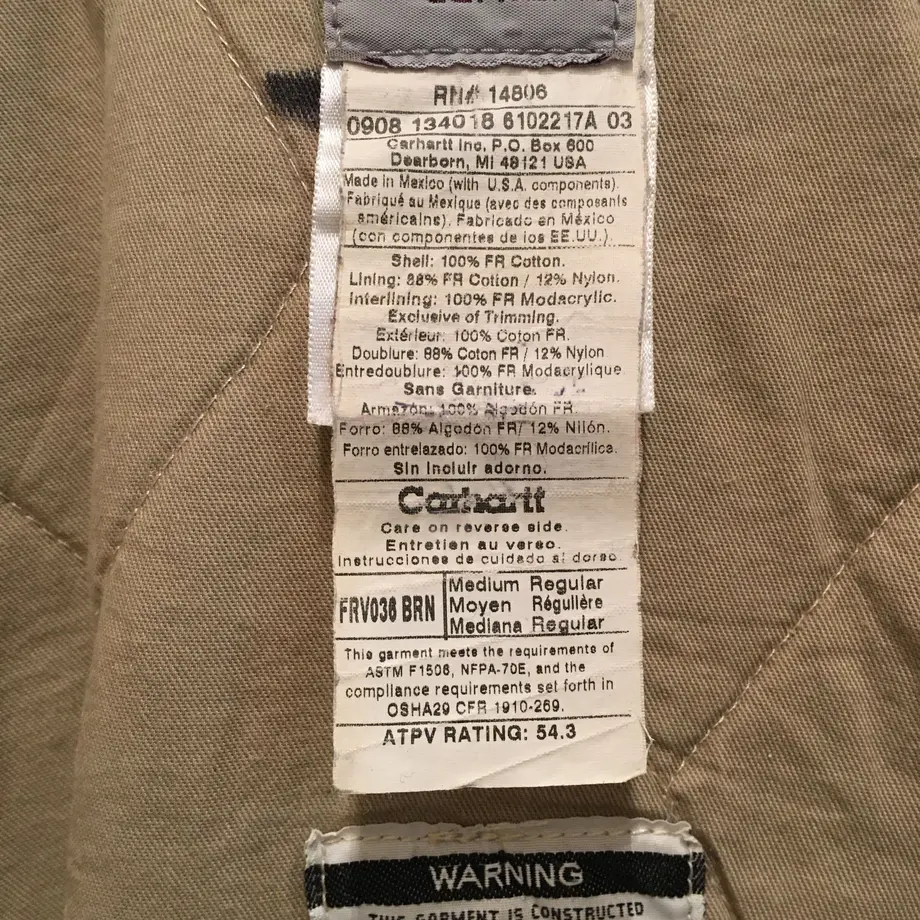 RN# 14806
0908 134018 6102217A 03
Carhartt Inc, P.O. Box 600
Dearborn, MI 48121 USA
Made in Mexico (with U.S.A. components).
Fabriqué au Mexique (avec des composants
américains). Fabricado en México
(con componentes de los EE.UU.).
Shell: 100% FR Cotton.
Lining: 88% FR Cotton / 12% Nylon.
Interlining: 100% FR Modacrylic.
Exclusive of Trimming.
Extérieur: 100% Coton FR.
Doublure: 88% Coton FR / 12% Nylon
Entredoublure: 100% FR Modacrylique
Sans Garniture.
Armazón: 100% Algodón FR.
Forro: 88% Algodon FR/ 12% Nilón.
Forro entrelazado: 100% FR Modacrílica.
Sin incluir adorno.
Carhartt
Care on reverse side.
Entretien au verso.
Instrucciones de cuidado al dorso.
FRV036 BRN
Medium Regular
Moyen Régulière
Mediana Regular
This garment meets the requirements of
ASTM F1506, NFPA-70E, and the
compliance requirements set forth in
OSHA29 CFR 1910-269.
ATPV RATING: 54.3
WARNING
THIS GARMENT IS CONSTRUCTED